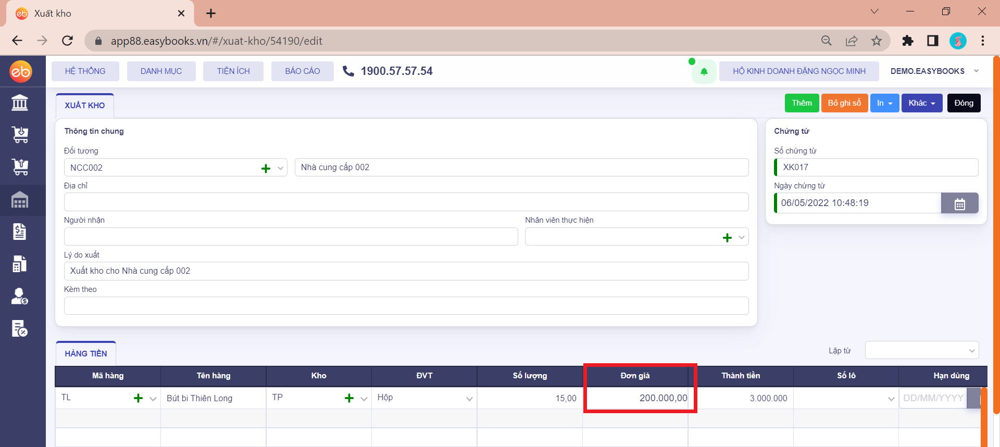 eb Xuất kho
app88.easybooks.vn/#/xuat-kho/54190/edit
eb HỆ THỐNG DANH MỤC TIỆN ÍCH BÁO CÁO 1900.57.57.54 HỘ KINH DOANH ĐẶNG NGỌC MINH DEMO.EASYBOOKS
XUẤT KHO Thêm Bỏ ghi sổ In Khác Đóng
Thông tin chung
Đối tượng
NCC002 Nhà cung cấp 002
Địa chỉ
Người nhận Nhân viên thực hiện
Lý do xuất
Xuất kho cho Nhà cung cấp 002
Kèm theo
Chứng từ
Số chứng từ
XK017
Ngày chứng từ
06/05/2022 10:48:19
HÀNG TIỀN Lập từ
Mã hàng Tên hàng Kho ĐVT Số lượng Đơn giá Thành tiền Số lô Hạn dùng
TL Bút bi Thiên Long TP Hộp 15,00 200.000,00 3.000.000 DD/MM/YYYY